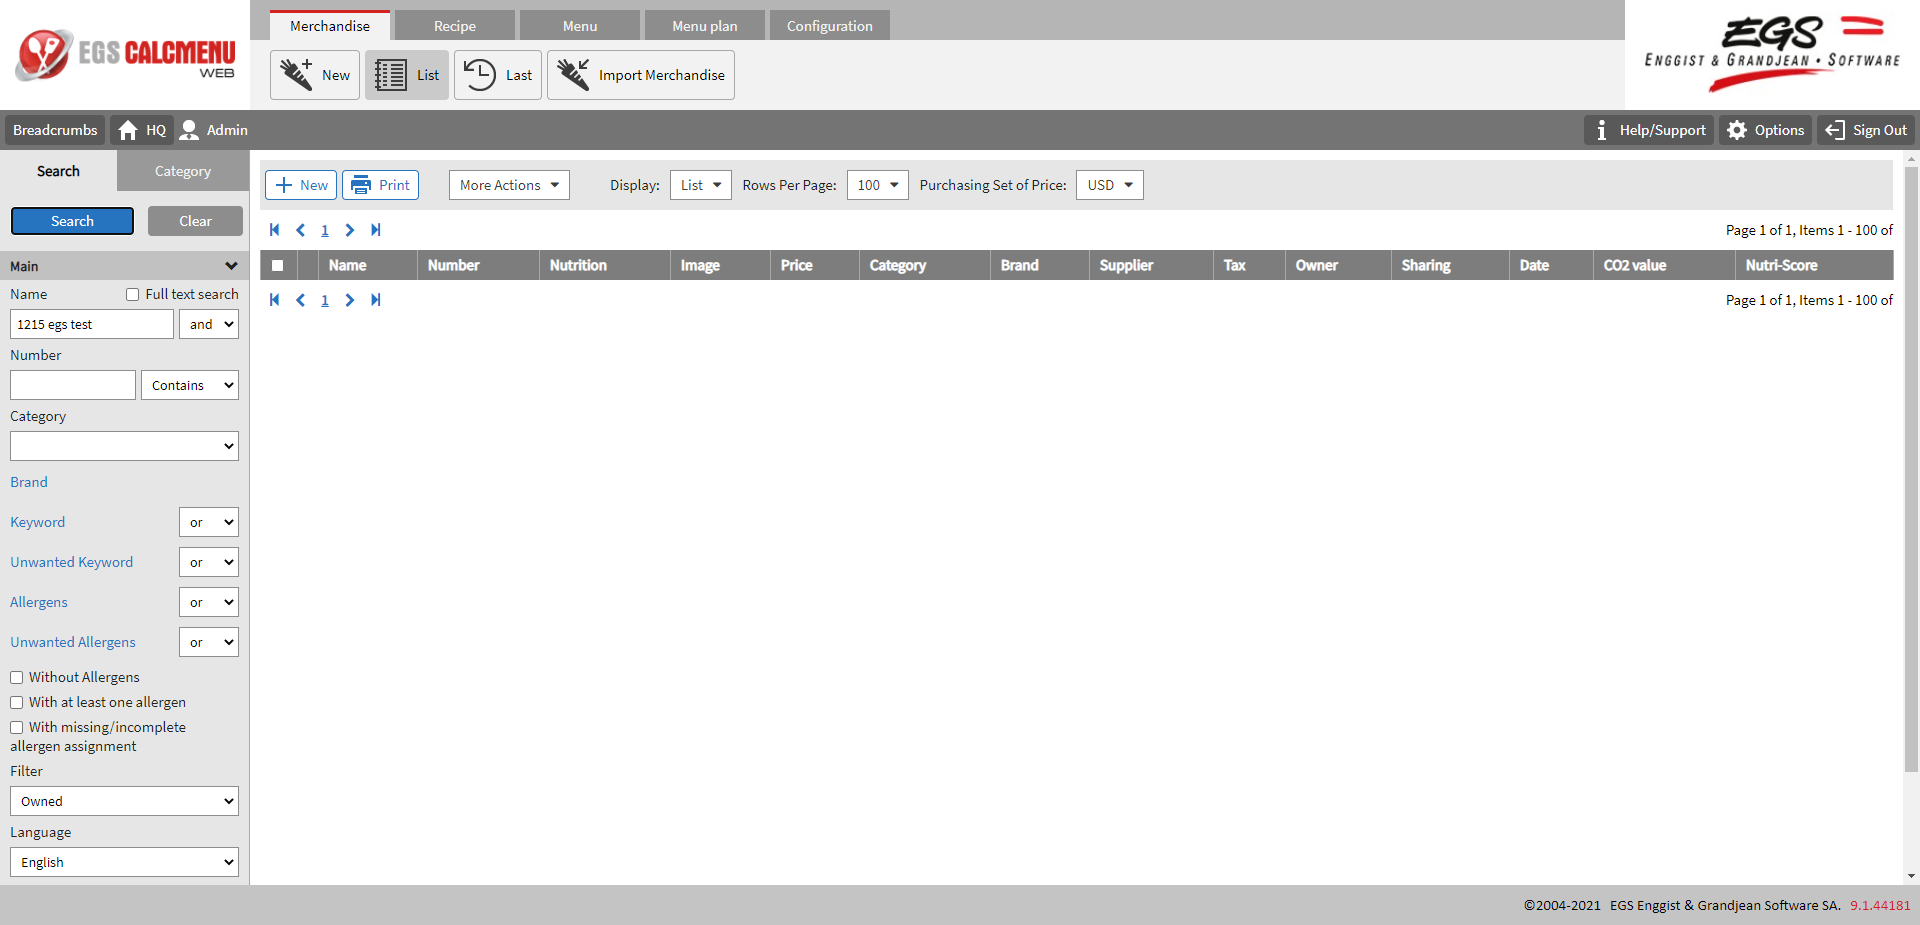 EGS CALCMENU
WEB
Merchandise
Recipe
Menu
Menu plan
Configuration
New
List
Last
Import Merchandise
EGS
ENGGIST & GRANDJEAN • SOFTWARE
Breadcrumbs
HQ
Admin
Help/Support
Options
Sign Out
Search
Category
Search
Clear
Main
Name
Full text search
1215 egs test
and
Number
Contains
Category
Brand
Keyword
or
Unwanted Keyword
or
Allergens
or
Unwanted Allergens
or
Without Allergens
With at least one allergen
With missing/incomplete
allergen assignment
Filter
Owned
Language
English
New
Print
More Actions
Display:
List
Rows Per Page:
100
Purchasing Set of Price:
USD
1
Page 1 of 1, Items 1 - 100 of
Name
Number
Nutrition
Image
Price
Category
Brand
Supplier
Tax
Owner
Sharing
Date
CO2 value
Nutri-Score
1
Page 1 of 1, Items 1 - 100 of
©2004-2021 EGS Enggist & Grandjean Software SA. 9.1.44181